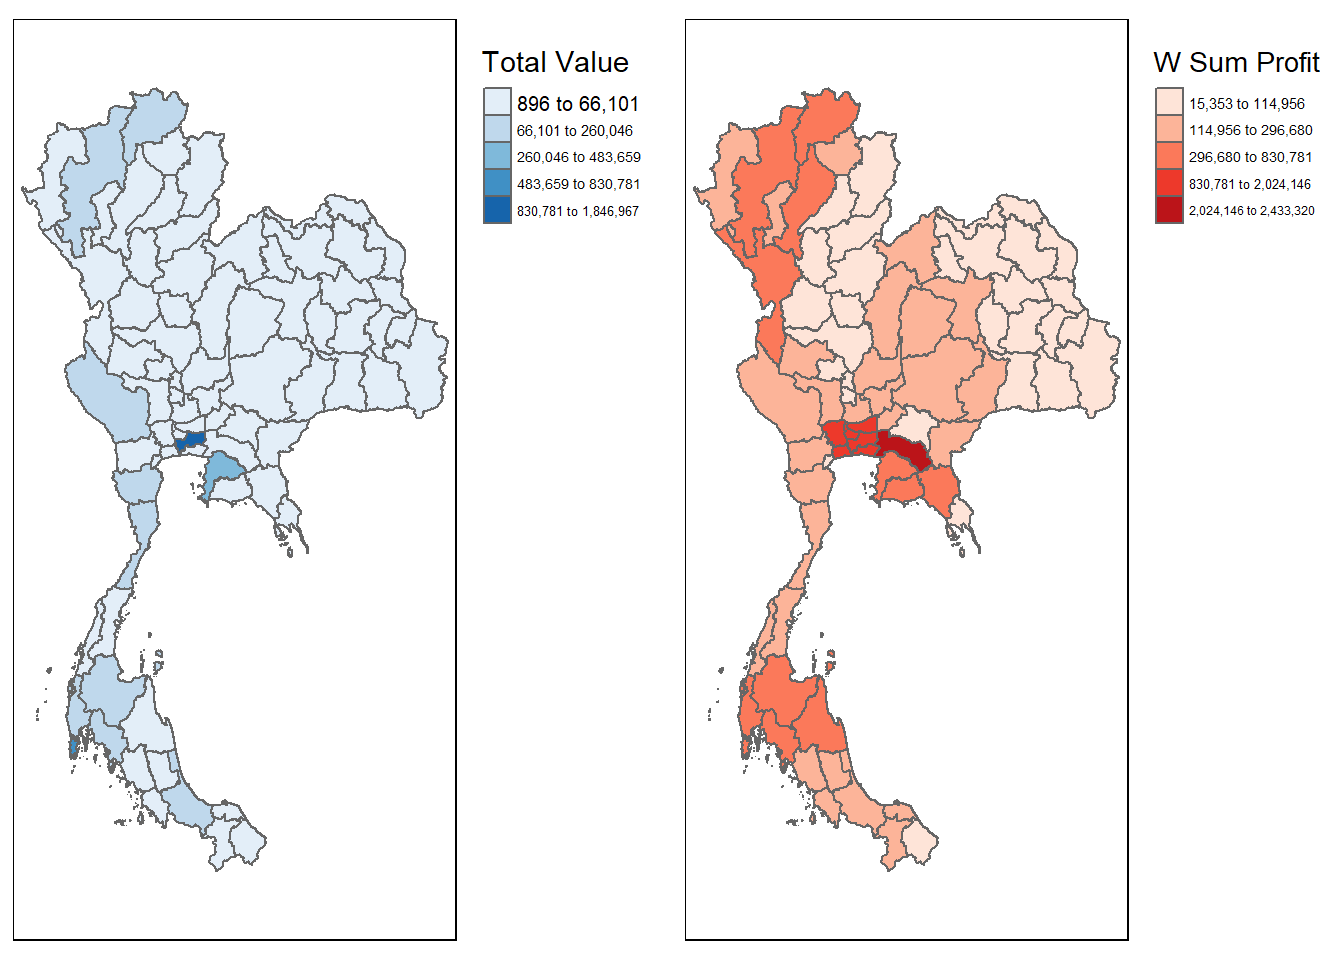 Total Value
896 to 66,101
66,101 to 260,046
260,046 to 483,659
483,659 to 830,781
830,781 to 1,846,967
W Sum Profit
15,353 to 114,956
114,956 to 296,680
296,680 to 830,781
830,781 to 2,024,146
2,024,146 to 2,433,320